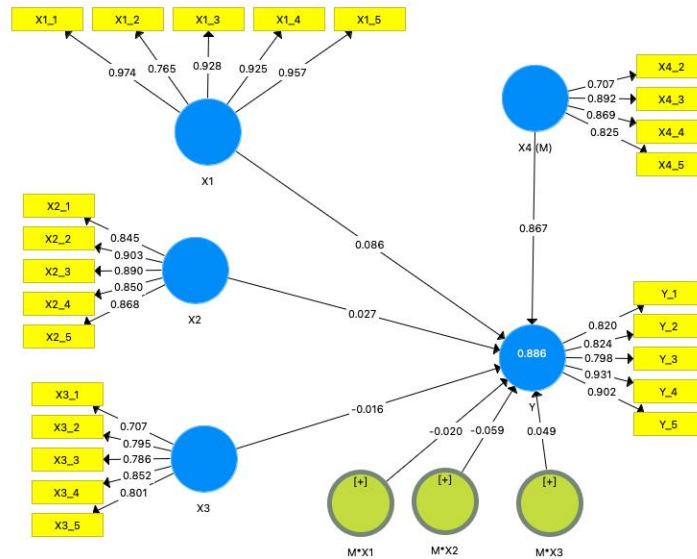 X1_1
X1_2
X1_3
X1_4
X1_5
0.974
0.765
0.928
0.925
0.957
X1
X4_2
X4_3
X4_4
X4_5
0.707
0.892
0.869
0.825
X4 (M)
0.867
0.086
X2_1
X2_2
X2_3
X2_4
X2_5
0.845
0.903
0.890
0.850
0.868
X2
0.027
Y_1
Y_2
Y_3
Y_4
Y_5
0.820
0.824
0.798
0.931
0.902
0.886
Y
X3_1
X3_2
X3_3
X3_4
X3_5
0.707
0.795
0.786
0.852
0.801
X3
-0.016
-0.020
-0.059
0.049
[+]
[+]
[+]
M*X1
M*X2
M*X3